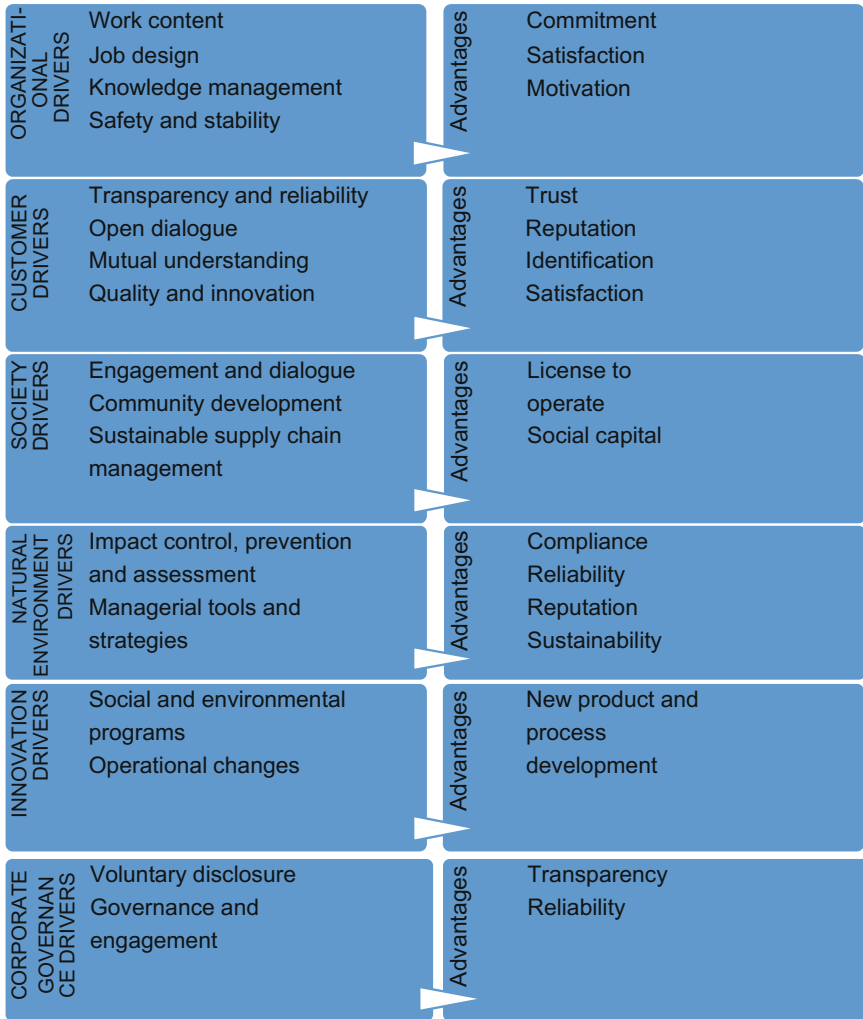 ORGANIZATI-
ONAL
DRIVERS
Work content
Job design
Knowledge management
Safety and stability
Advantages
Commitment
Satisfaction
Motivation
CUSTOMER
DRIVERS
Transparency and reliability
Open dialogue
Mutual understanding
Quality and innovation
Advantages
Trust
Reputation
Identification
Satisfaction
SOCIETY
DRIVERS
Engagement and dialogue
Community development
Sustainable supply chain
management
Advantages
License to
operate
Social capital
NATURAL
ENVIRONMENT
DRIVERS
Impact control, prevention
and assessment
Managerial tools and
strategies
Advantages
Compliance
Reliability
Reputation
Sustainability
INNOVATION
DRIVERS
Social and environmental
programs
Operational changes
Advantages
New product and
process
development
CORPORATE
GOVERNAN
CE DRIVERS
Voluntary disclosure
Governance and
engagement
Advantages
Transparency
Reliability